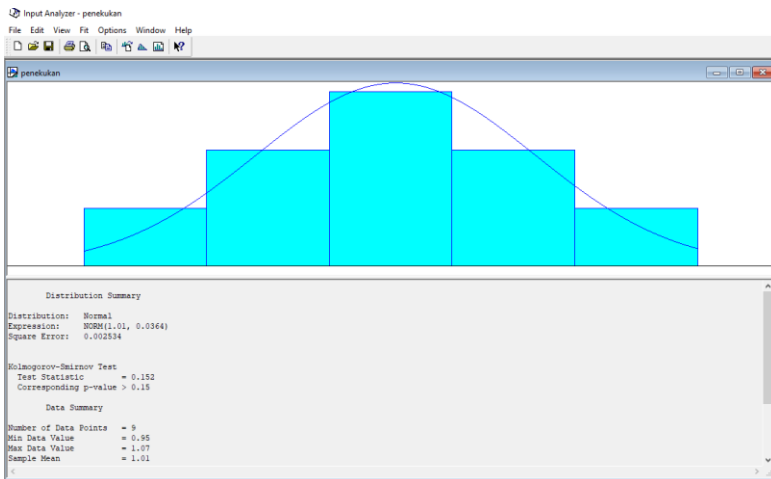 Input Analyzer - penekukan
File Edit View Fit Options Window Help
penekukan
Distribution Summary
Distribution: Normal
Expression: NORM(1.01, 0.0364)
Square Error: 0.002534
Kolmogorov-Smirnov Test
Test Statistic = 0.152
Corresponding p-value > 0.15
Data Summary
Number of Data Points = 9
Min Data Value = 0.95
Max Data Value = 1.07
Sample Mean = 1.01